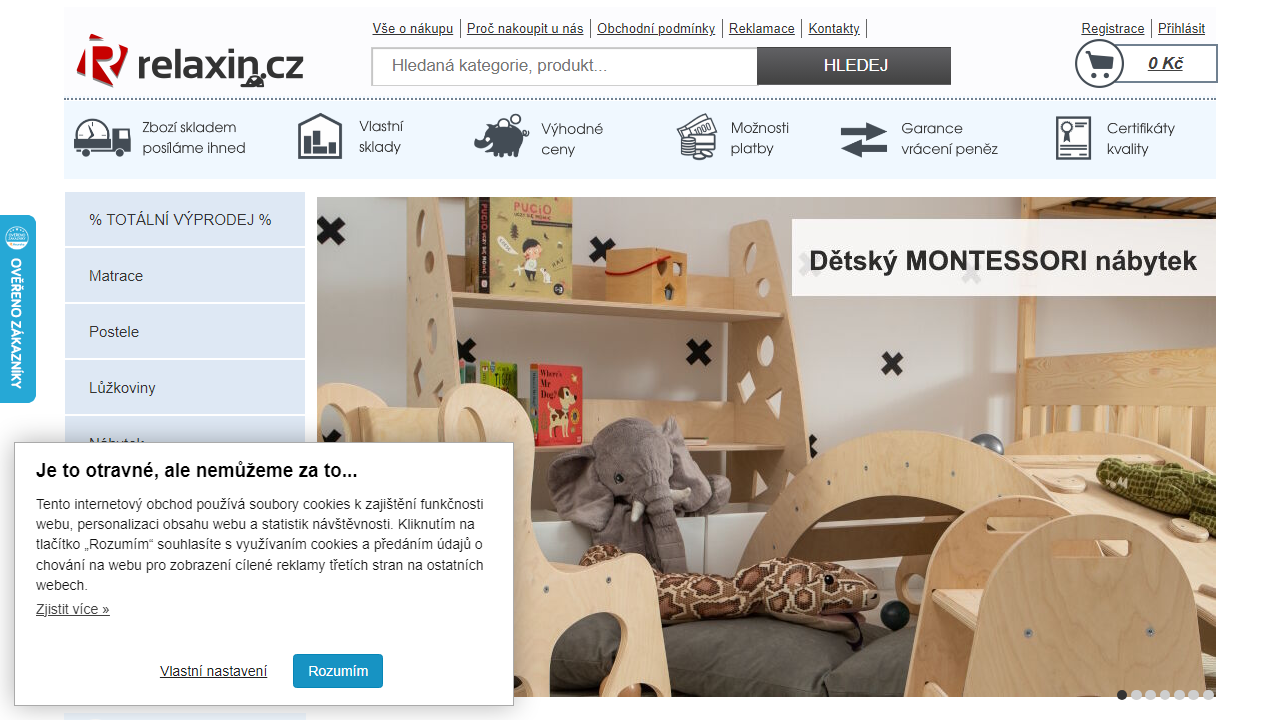 Vše o nákupu
Proč nakoupit u nás
Obchodní podmínky
Reklamace
Kontakty
Registrace
Přihlásit
relaxin.cz
Hledaná kategorie, produkt...
HLEDEJ
0 Kč
Zboží skladem
posíláme ihned
Vlastní
sklady
Výhodné
ceny
Možnosti
platby
Garance
vrácení peněz
Certifikáty
kvality
% TOTÁLNÍ VÝPRODEJ %
Matrace
Postele
Lůžkoviny
Nábytek
OVĚŘENO ZÁKAZNÍKY
PUCIO
Dětský MONTESSORI nábytek
Where's
Mr
Dog?
Je to otravné, ale nemůžeme za to...
Tento internetový obchod používá soubory cookies k zajištění funkčnosti
webu, personalizaci obsahu webu a statistik návštěvnosti. Kliknutím na
tlačítko „Rozumím“ souhlasíte s využívaním cookies a předáním údajů o
chování na webu pro zobrazení cílené reklamy třetích stran na ostatních
webech.
Zjistit více »
Vlastní nastavení
Rozumím